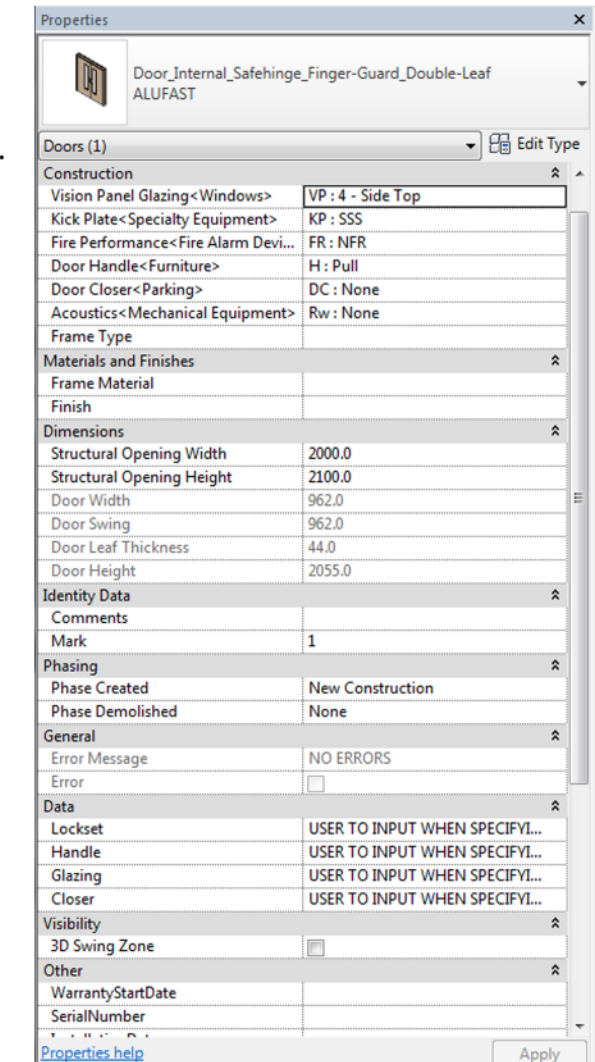 Properties
Door_Internal_Safehinge_Finger-Guard_Double-Leaf
ALUFAST
Doors (1) Edit Type
Construction
Vision Panel Glazing<Windows> VP : 4 - Side Top
Kick Plate<Specialty Equipment> KP : SSS
Fire Performance<Fire Alarm Devi... FR : NFR
Door Handle<Furniture> H : Pull
Door Closer<Parking> DC : None
Acoustics<Mechanical Equipment> Rw : None
Frame Type
Materials and Finishes
Frame Material
Finish
Dimensions
Structural Opening Width 2000.0
Structural Opening Height 2100.0
Door Width 962.0
Door Swing 962.0
Door Leaf Thickness 44.0
Door Height 2055.0
Identity Data
Comments
Mark 1
Phasing
Phase Created New Construction
Phase Demolished None
General
Error Message NO ERRORS
Error
Data
Lockset USER TO INPUT WHEN SPECIFYI...
Handle USER TO INPUT WHEN SPECIFYI...
Glazing USER TO INPUT WHEN SPECIFYI...
Closer USER TO INPUT WHEN SPECIFYI...
Visibility
3D Swing Zone
Other
WarrantyStartDate
SerialNumber
Properties help Apply